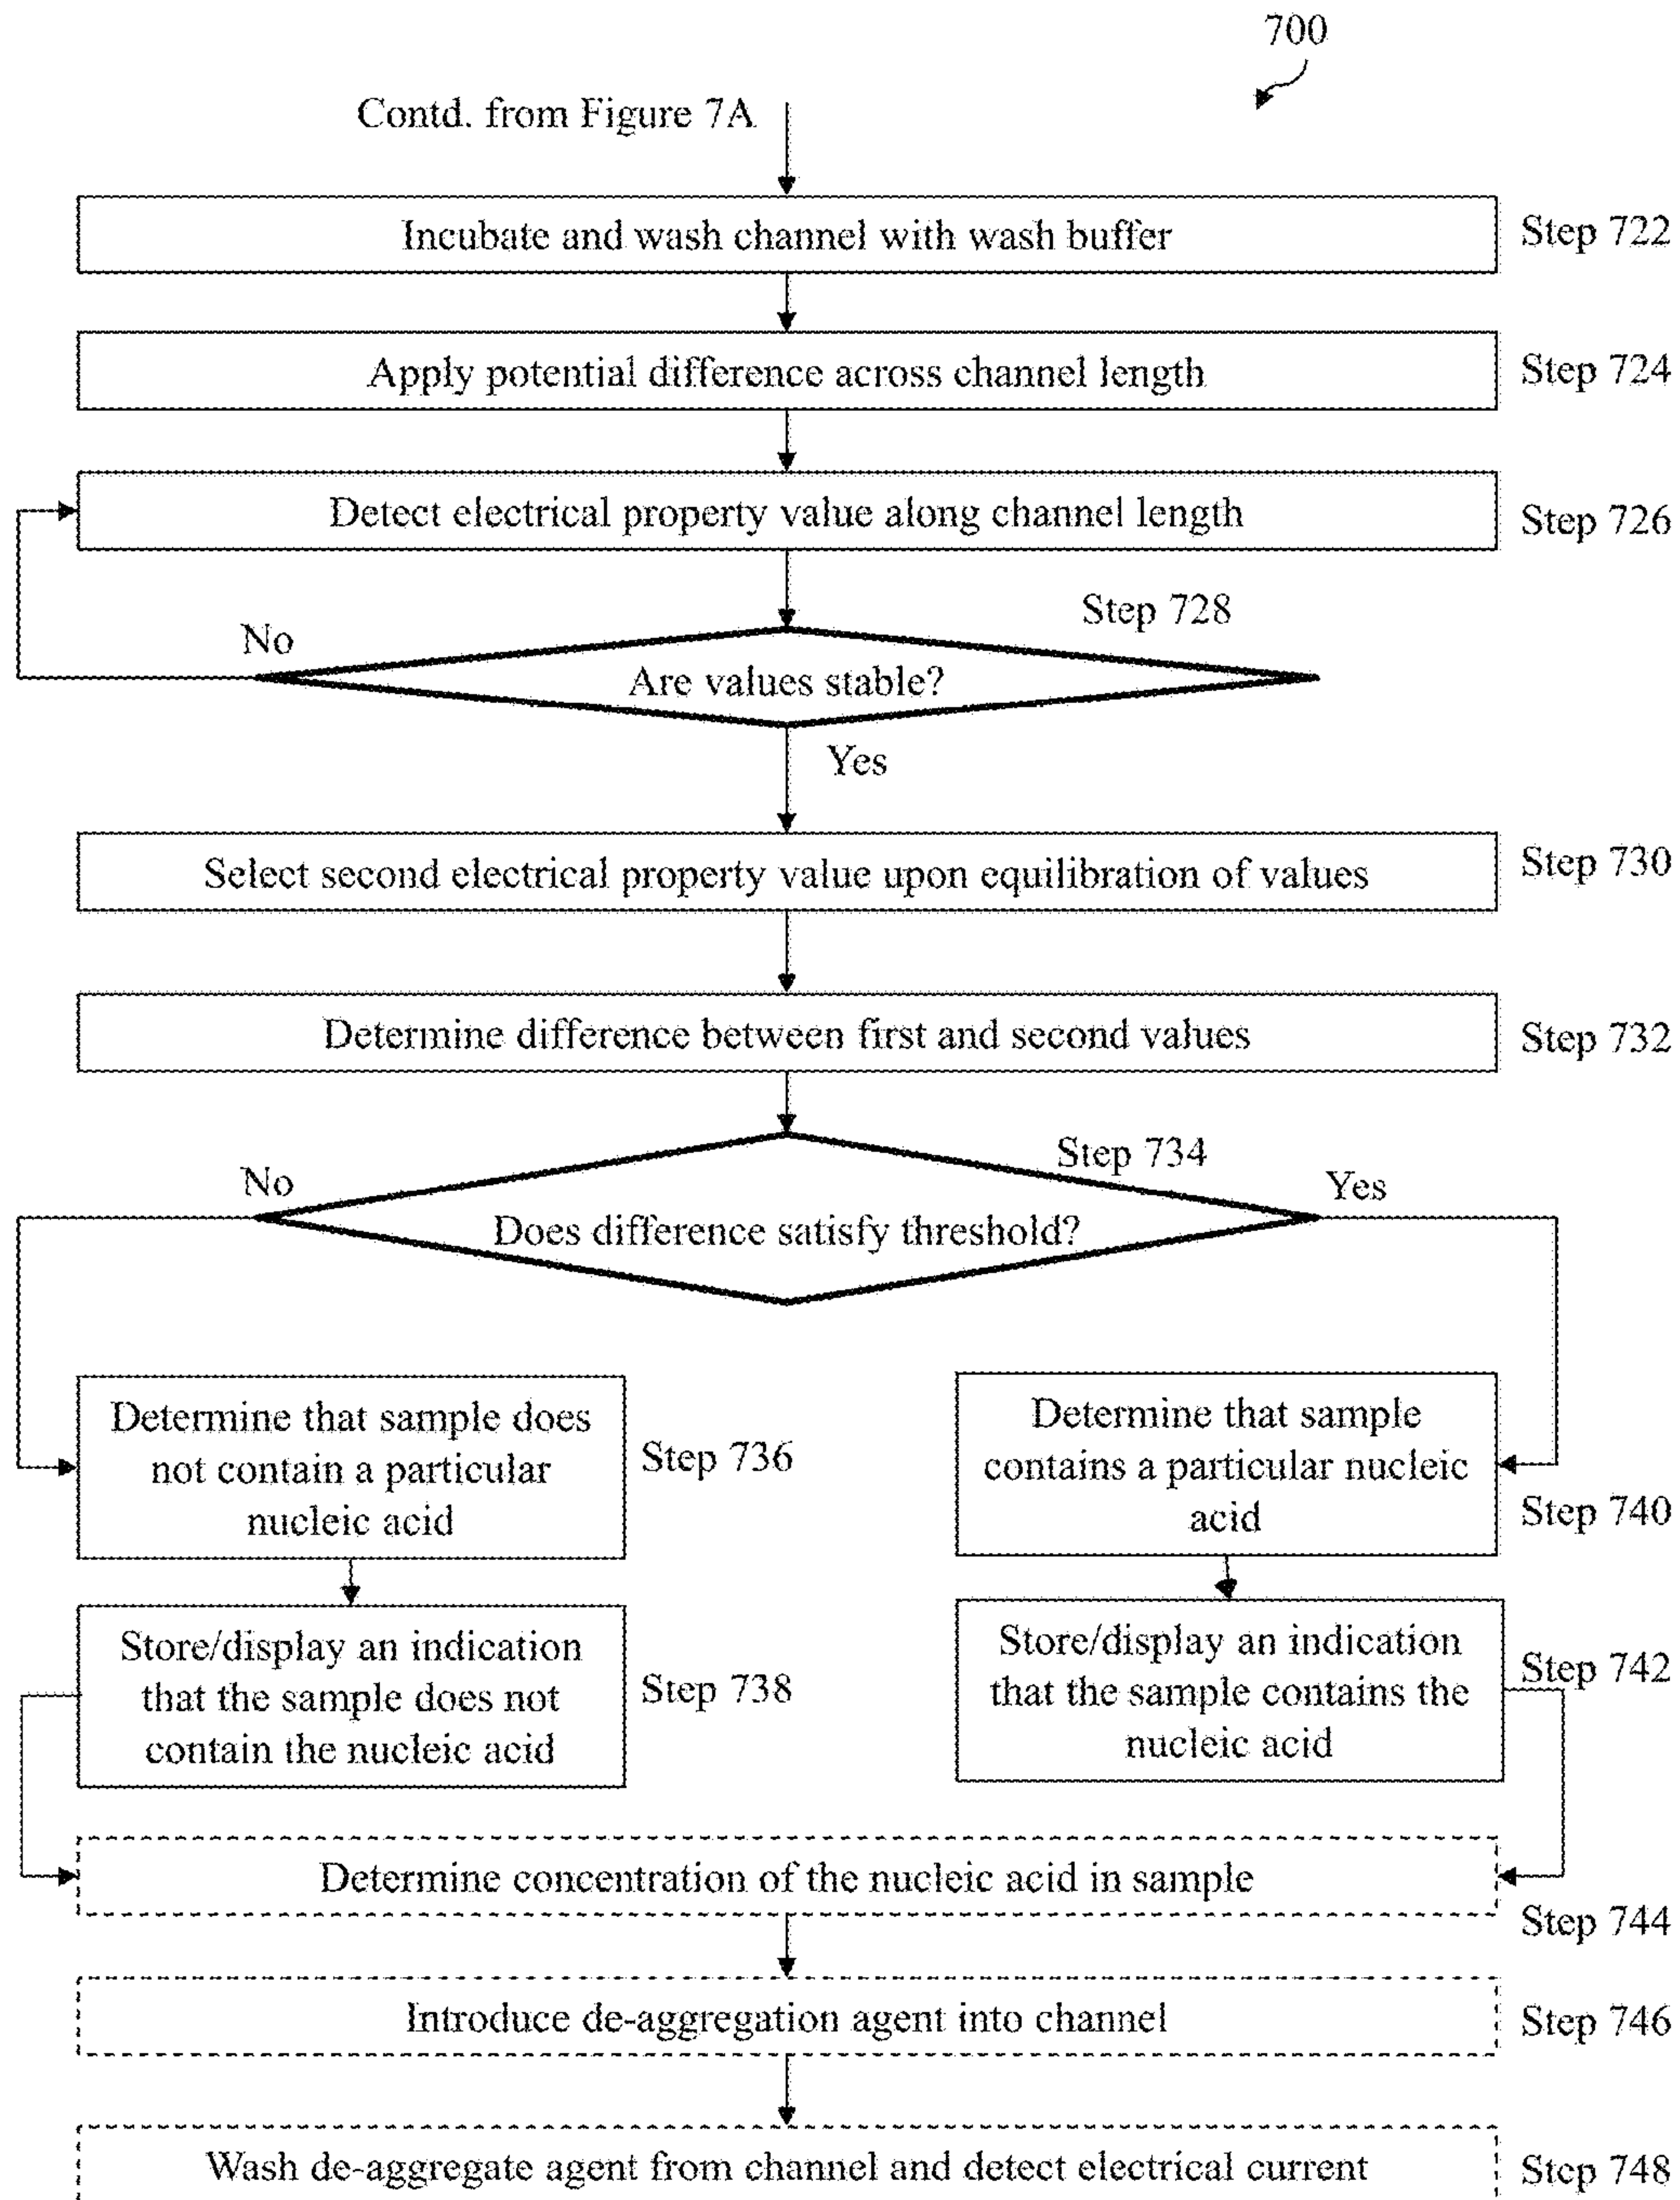 700
Contd. from Figure 7A
Incubate and wash channel with wash buffer
Step 722
Apply potential difference across channel length
Step 724
Detect electrical property value along channel length
Step 726
Step 728
No
Are values stable?
Yes
Select second electrical property value upon equilibration of values
Step 730
Determine difference between first and second values
Step 732
Step 734
No
Yes
Does difference satisfy threshold?
Determine that sample does
not contain a particular
nucleic acid
Step 736
Determine that sample
contains a particular nucleic
acid
Step 740
Store/display an indication
that the sample does not
contain the nucleic acid
Step 738
Store/display an indication
that the sample contains the
nucleic acid
Step 742
Determine concentration of the nucleic acid in sample
Step 744
Introduce de-aggregation agent into channel
Step 746
Wash de-aggregate agent from channel and detect electrical current
Step 748